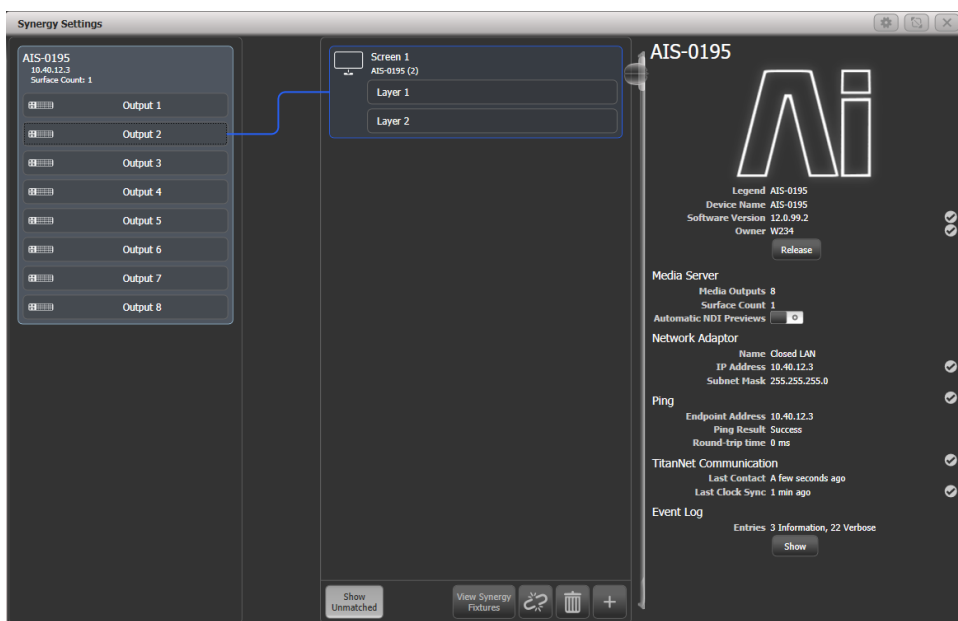 Synergy Settings
AIS-0195
10.40.12.3
Surface Count: 1
Output 1
Output 2
Output 3
Output 4
Output 5
Output 6
Output 7
Output 8
Screen 1
AIS-0195 (2)
Layer 1
Layer 2
Show
Unmatched
View Synergy
Fixtures
AIS-0195
Ai
Legend AIS-0195
Device Name AIS-0195
Software Version 12.0.99.2
Owner W234
Release
Media Server
Media Outputs 8
Surface Count 1
Automatic NDI Previews
Network Adaptor
Name Closed LAN
IP Address 10.40.12.3
Subnet Mask 255.255.255.0
Ping
Endpoint Address 10.40.12.3
Ping Result Success
Round-trip time 0 ms
TitanNet Communication
Last Contact A few seconds ago
Last Clock Sync 1 min ago
Event Log
Entries 3 Information, 22 Verbose
Show